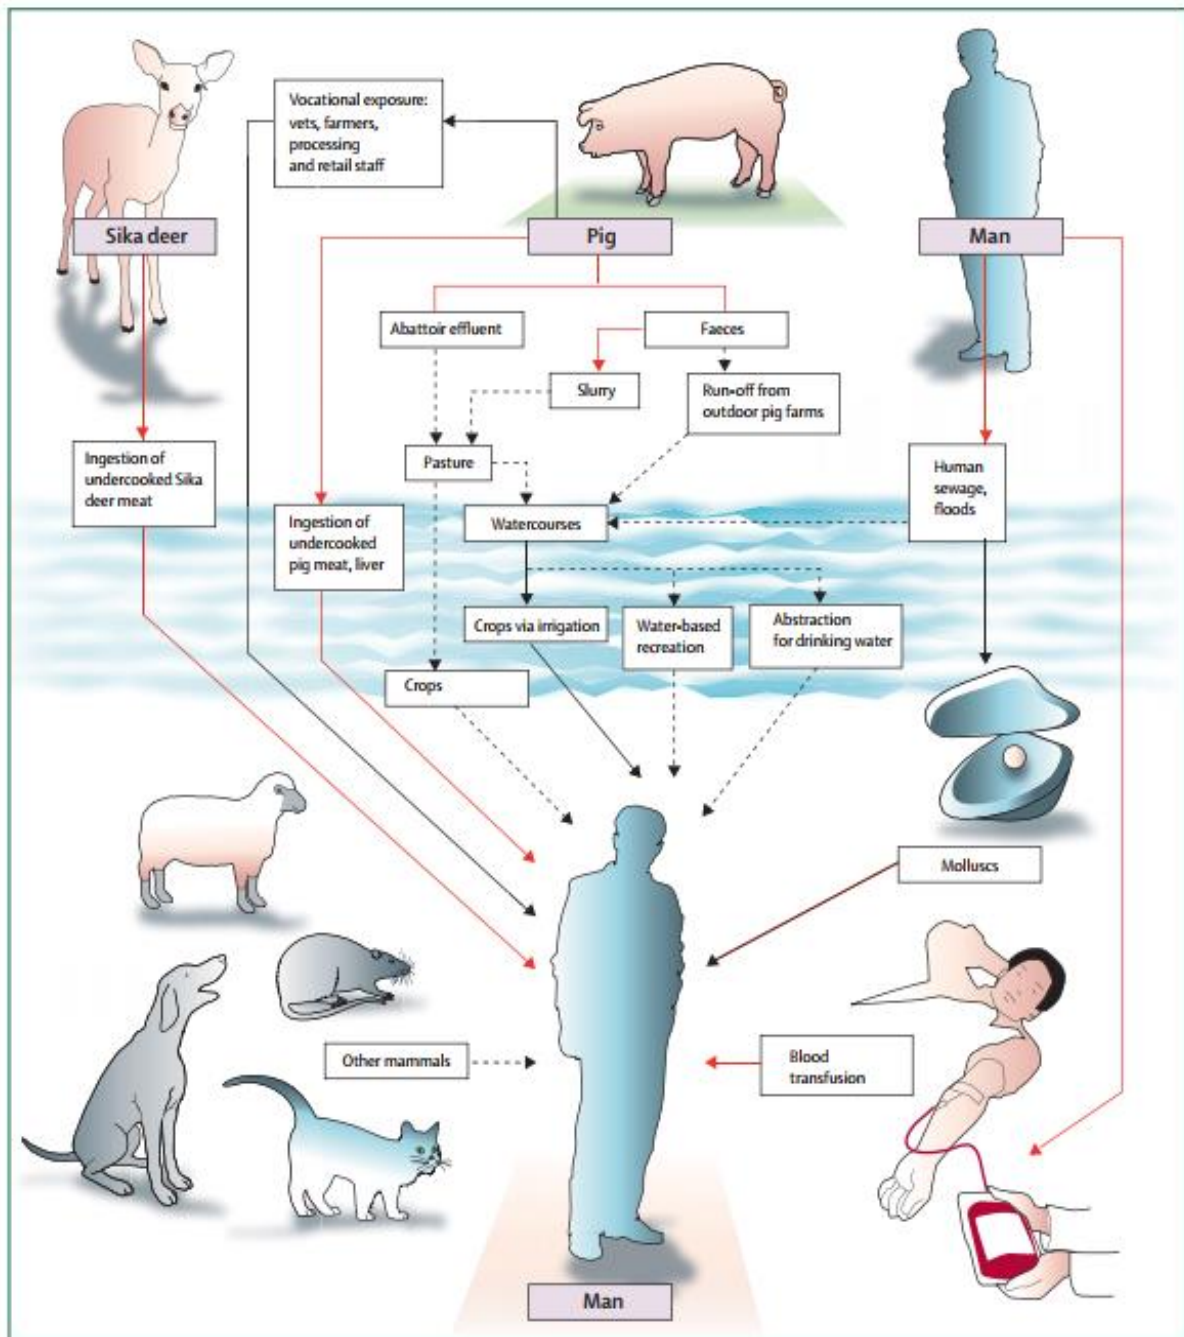 Vocational exposure:
vets, farmers,
processing
and retail staff
Sika deer
Pig
Man
Abattoir effluent
Faeces
Slurry
Run-off from
outdoor pig farms
Ingestion of
undercooked Sika
deer meat
Pasture
Human
sewage,
floods
Ingestion of
undercooked
pig meat, liver
Watercourses
Crops via irrigation
Water-based
recreation
Abstraction
for drinking water
Crops
Molluscs
Other mammals
Blood
transfusion
Man